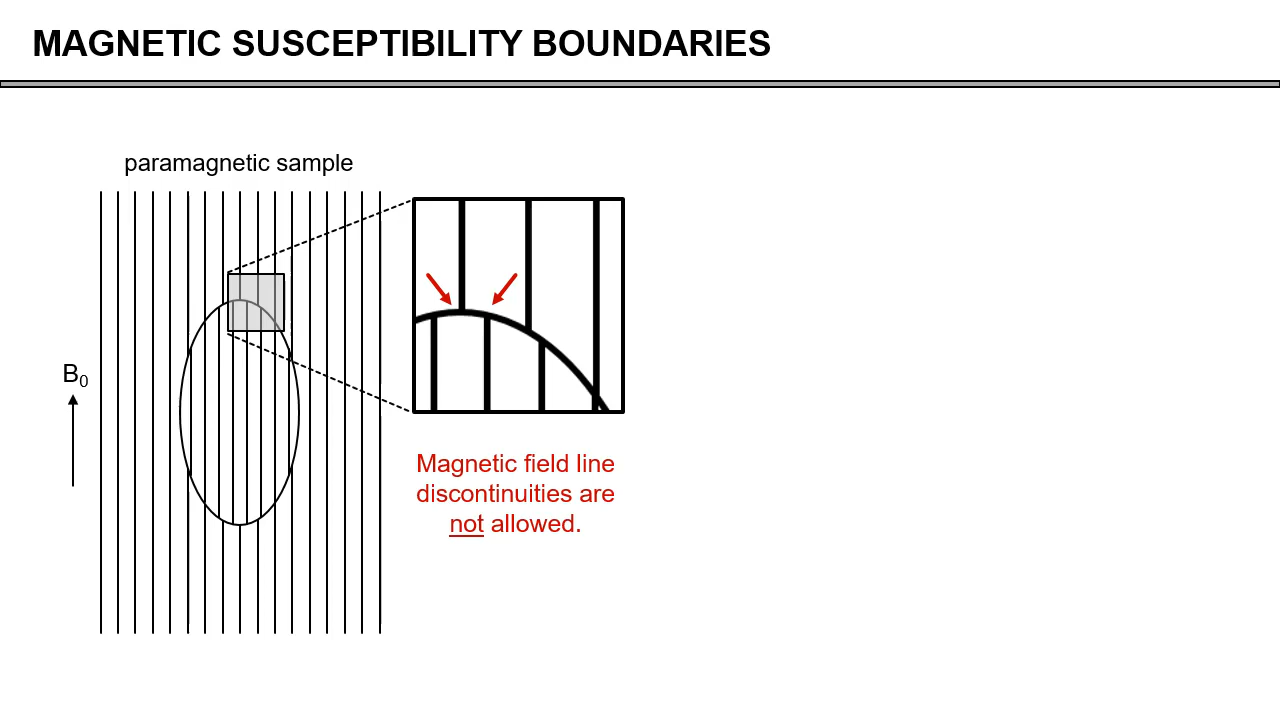 MAGNETIC SUSCEPTIBILITY BOUNDARIES
paramagnetic sample
B₀
Magnetic field line
discontinuities are
not allowed.